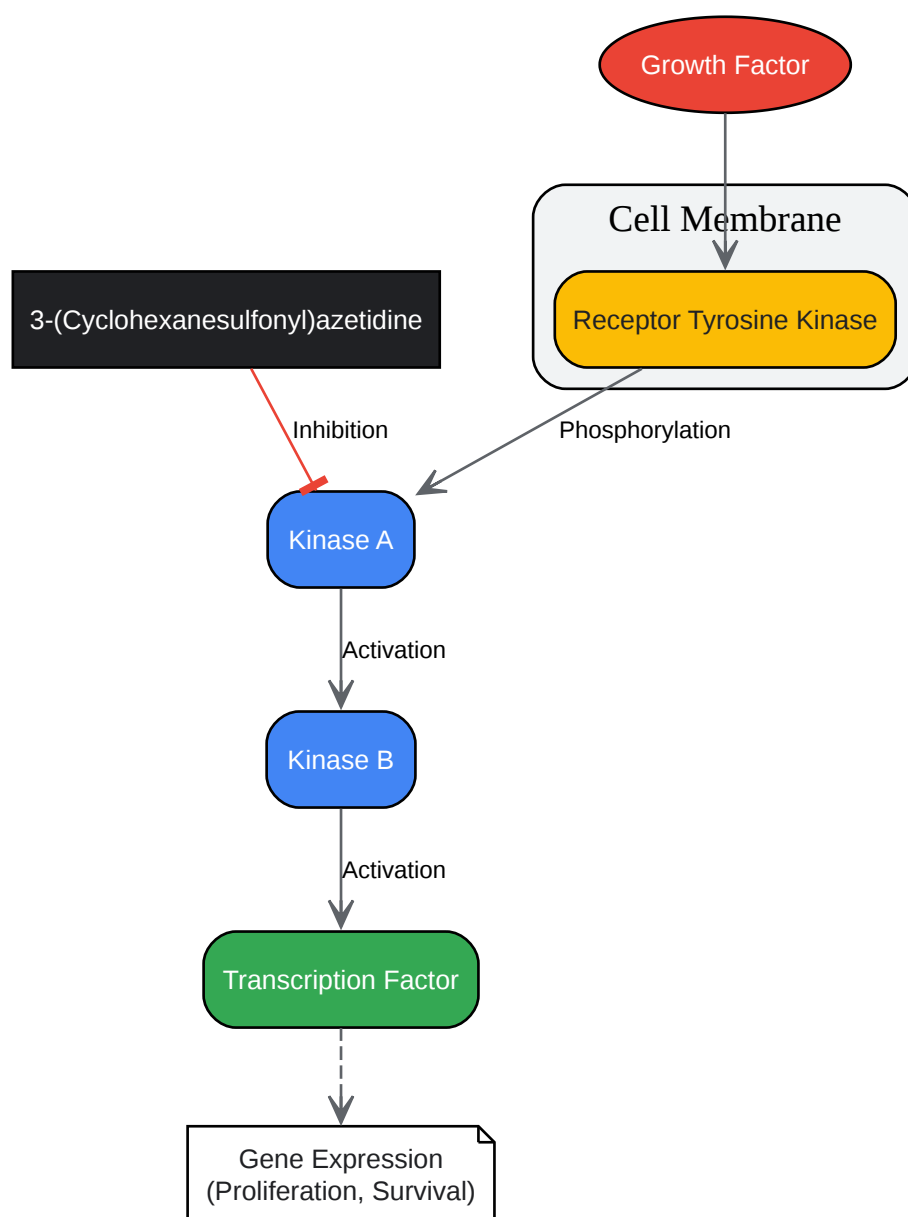 Growth Factor
Cell Membrane
3-(Cyclohexanesulfonyl)azetidine
Receptor Tyrosine Kinase
Inhibition
Phosphorylation
Kinase A
Activation
Kinase B
Activation
Transcription Factor
Gene Expression
(Proliferation, Survival)